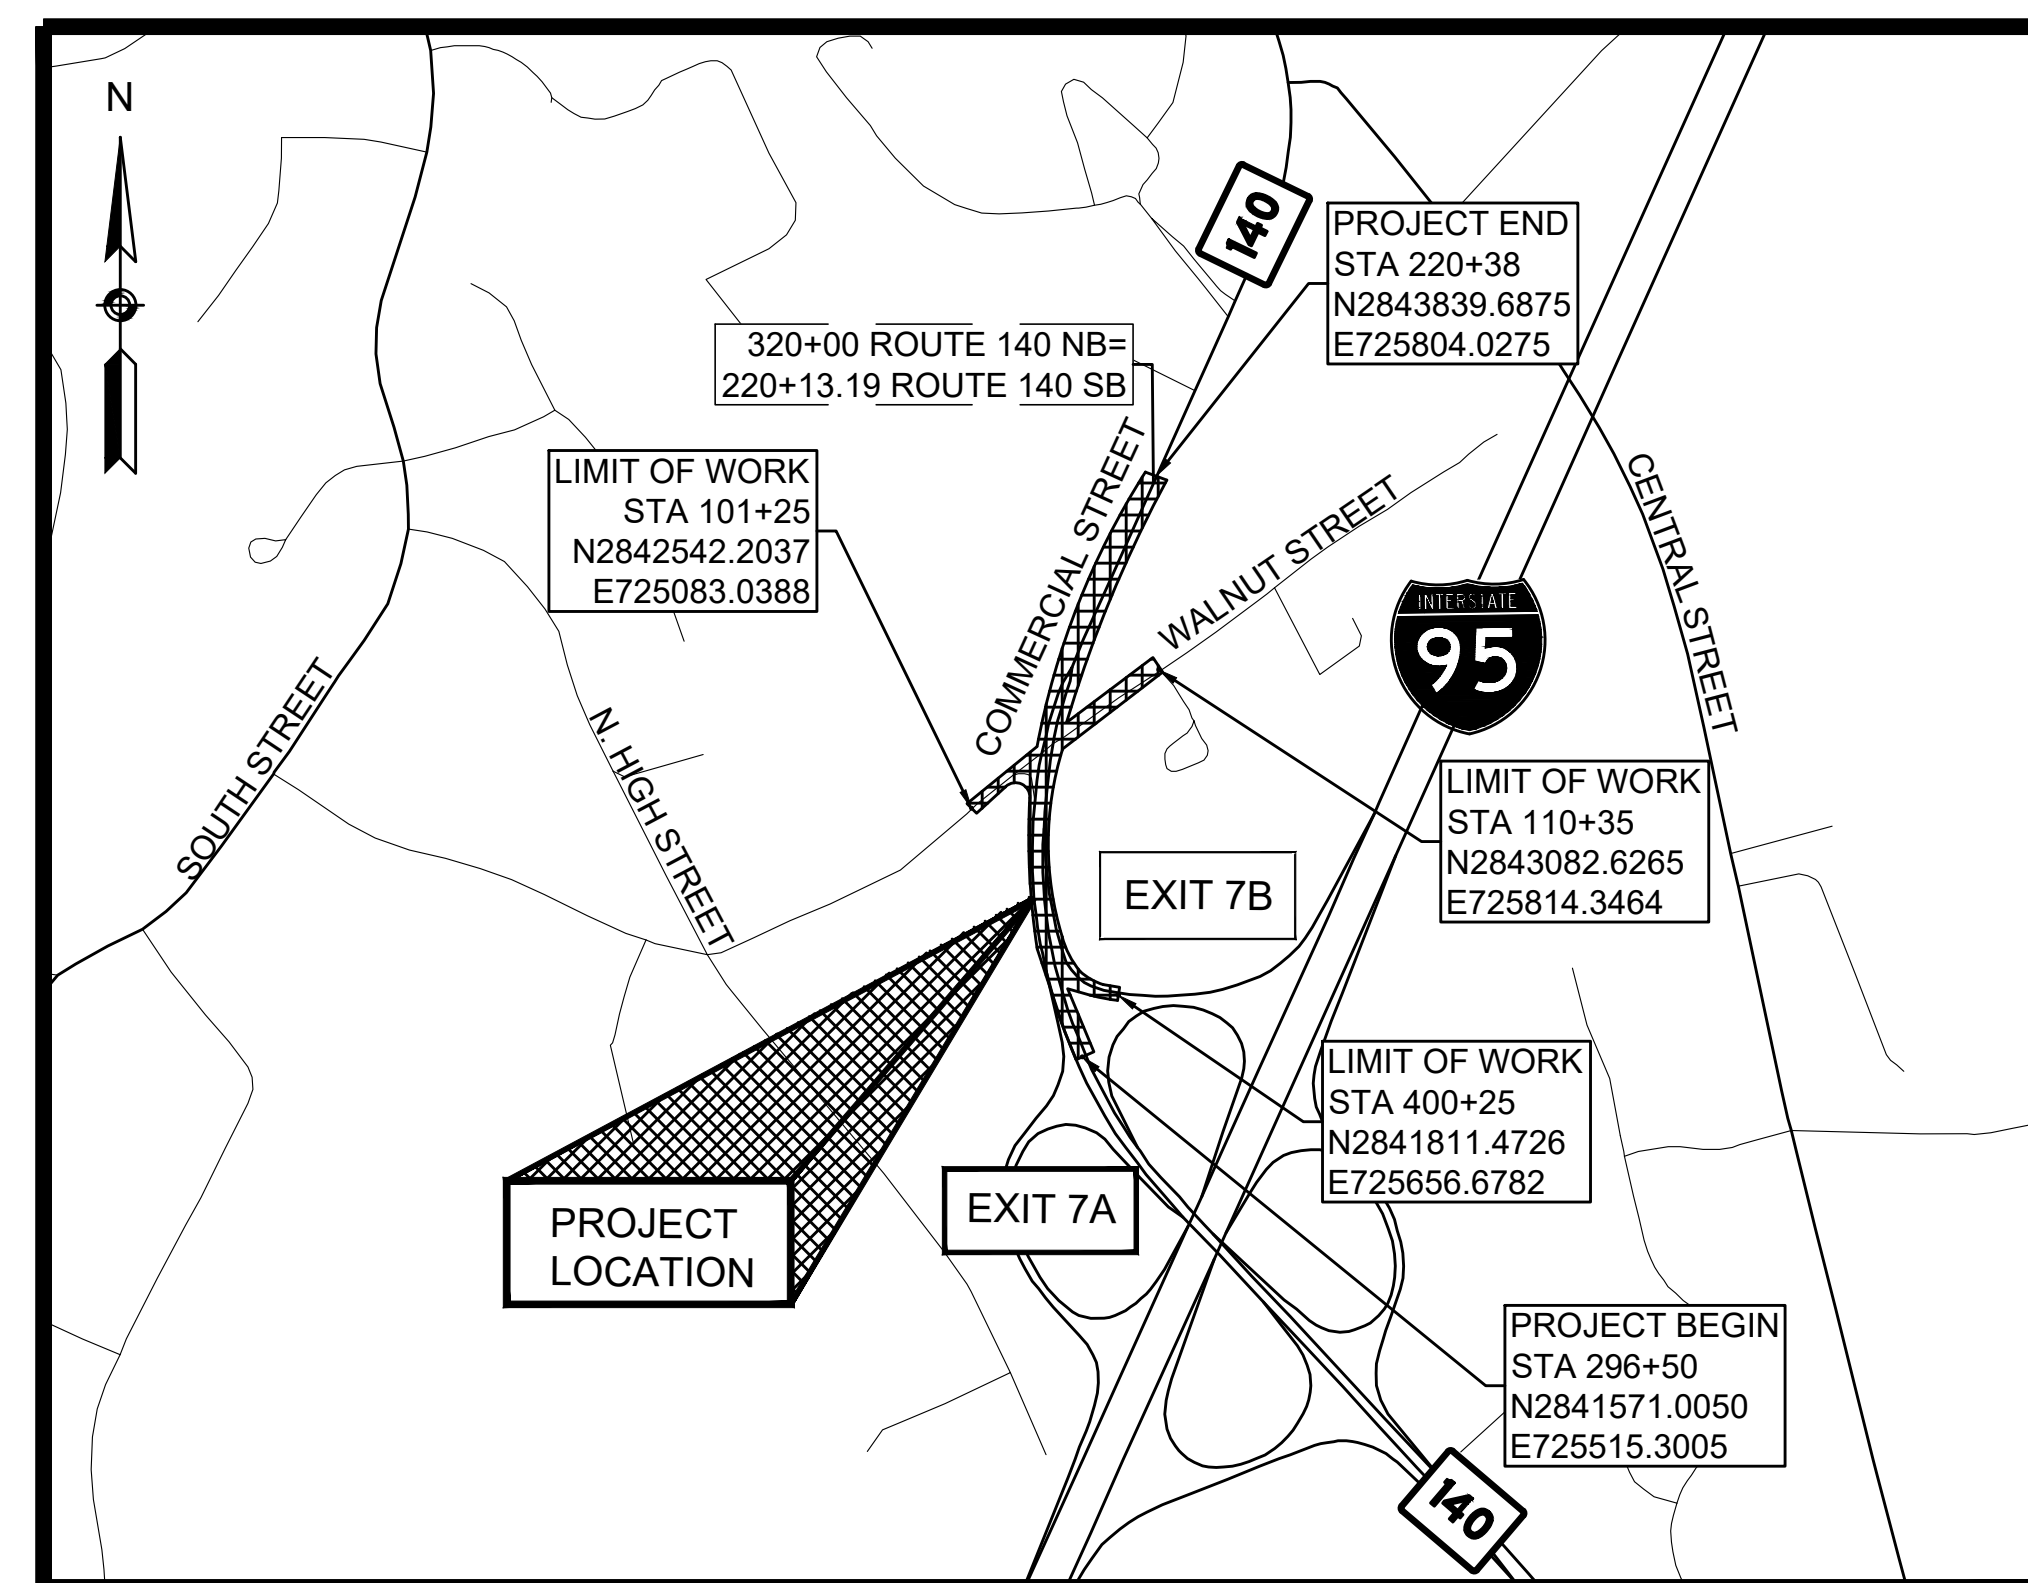 N
140
PROJECT END
STA 220+38
N2843839.6875
E725804.0275
320+00 ROUTE 140 NB=
220+13.19 ROUTE 140 SB
LIMIT OF WORK
STA 101+25
N2842542.2037
E725083.0388
COMMERCIAL STREET
WALNUT STREET
CENTRAL STREET
INTERSTATE
95
SOUTH STREET
N. HIGH STREET
LIMIT OF WORK
STA 110+35
N2843082.6265
E725814.3464
EXIT 7B
LIMIT OF WORK
STA 400+25
N2841811.4726
E725656.6782
EXIT 7A
PROJECT
LOCATION
PROJECT BEGIN
STA 296+50
N2841571.0050
E725515.3005
140